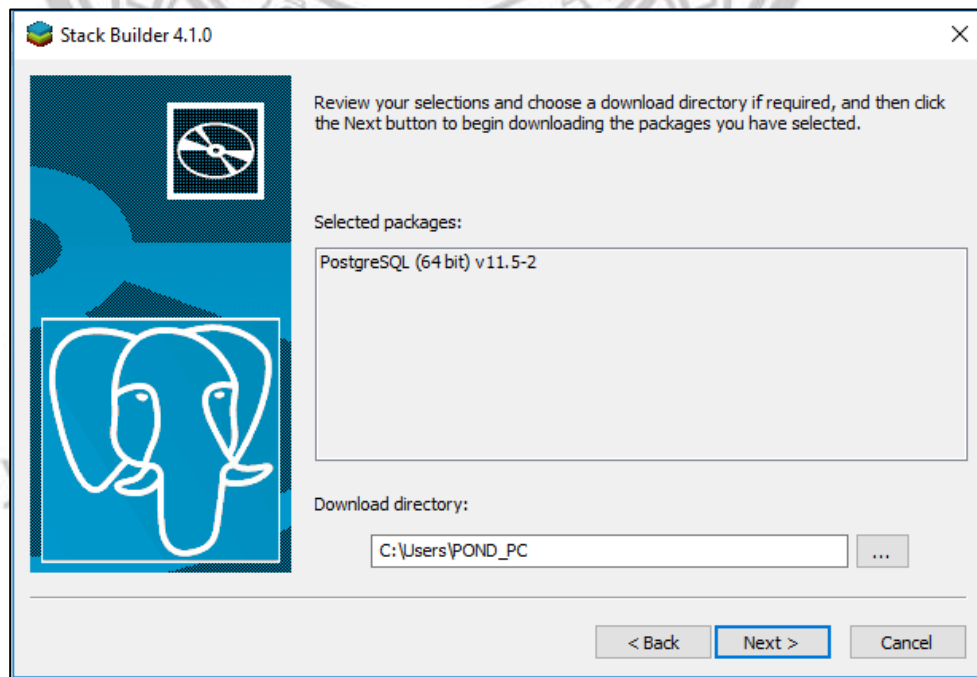 Stack Builder 4.1.0
Review your selections and choose a download directory if required, and then click
the Next button to begin downloading the packages you have selected.
Selected packages:
PostgreSQL (64 bit) v11.5-2
Download directory:
C:\Users\POND_PC
...
< Back
Next >
Cancel